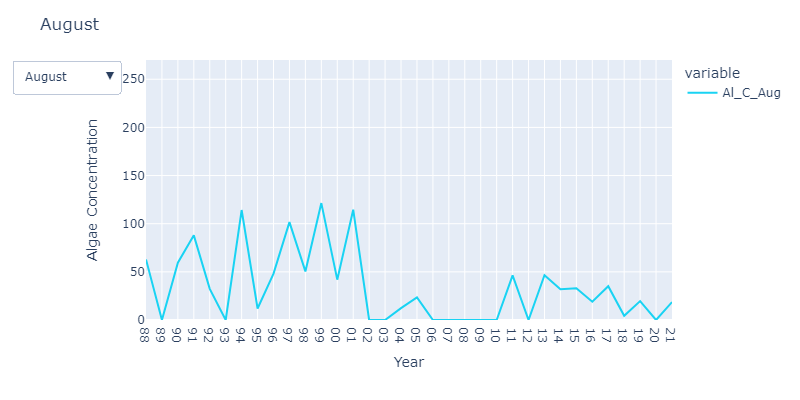 August
August ▼
variable
Al_C_Aug
Algae Concentration
250
200
150
100
50
0
88 89 90 91 92 93 94 95 96 97 98 99 00 01 02 03 04 05 06 07 08 09 10 11 12 13 14 15 16 17 18 19 20 21
Year